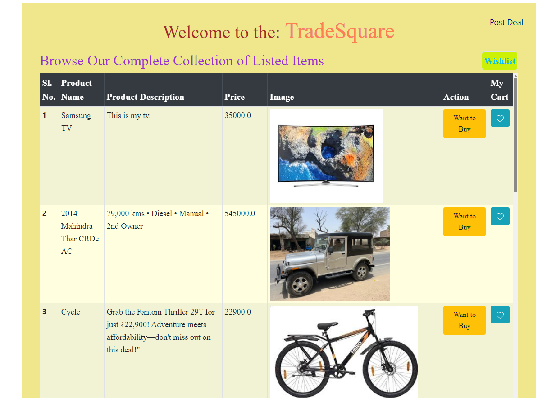 Post Deal
Welcome to the: TradeSquare
Browse Our Complete Collection of Listed Items
Wishlist
Sl. No. Product Name Product Description Price Image Action My Cart
1 Samsung TV This is my tv 35000.0 Want to Buy
2 2014 Mahindra Thar CRDe AC 79,000 kms • Diesel • Manual • 2nd Owner 545000.0 Want to Buy
3 Cycle Grab the Fantom Thriller 29T for just ₹22,900! Adventure meets affordability—don't miss out on this deal!" 22900.0 Want to Buy